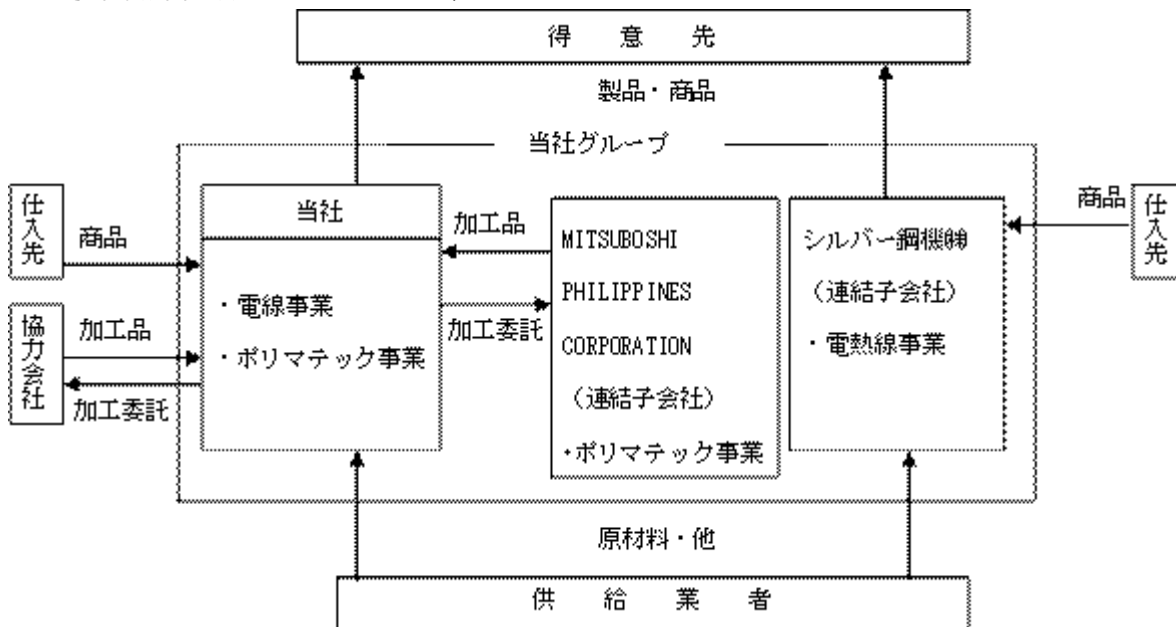 得意先
製品・商品
当社グループ
仕入先
商品
当社
・電線事業
・ポリマテック事業
加工品
加工委託
MITSUBOSHI
PHILIPPINES
CORPORATION
（連結子会社）
・ポリマテック事業
シルバー鋼機㈱
（連結子会社）
・電熱線事業
商品
仕入先
協力会社
加工品
加工委託
原材料・他
供給業者